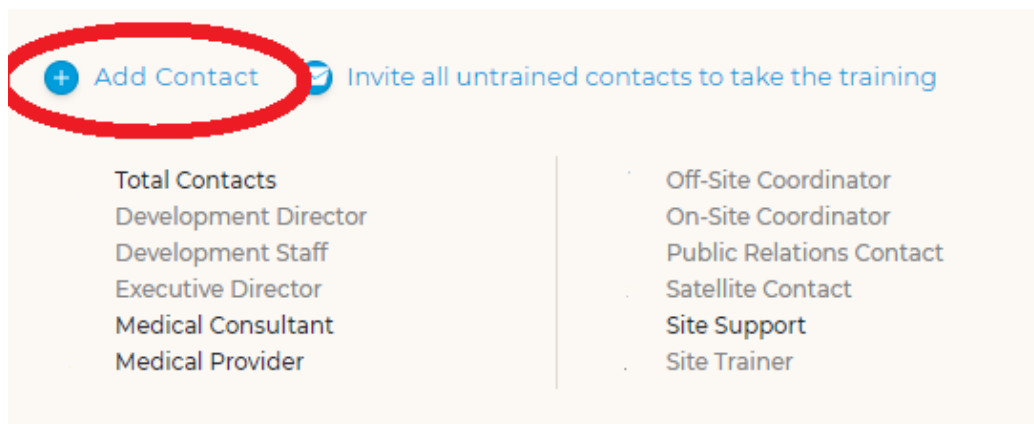 Add Contact
Invite all untrained contacts to take the training
Total Contacts
Development Director
Development Staff
Executive Director
Medical Consultant
Medical Provider
Off-Site Coordinator
On-Site Coordinator
Public Relations Contact
Satellite Contact
Site Support
Site Trainer